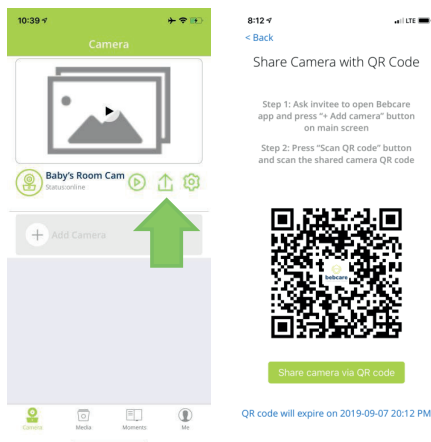 10:39
Camera
Baby's Room Cam
Status:online
Add Camera
Camera
Media
Moments
Me
8:12
LTE
< Back
Share Camera with QR Code
Step 1: Ask invitee to open Bebcare
app and press "+ Add camera" button
on main screen
Step 2: Press "Scan QR code" button
and scan the shared camera QR code
bebcare
Share camera via QR code
QR code will expire on 2019-09-07 20:12 PM